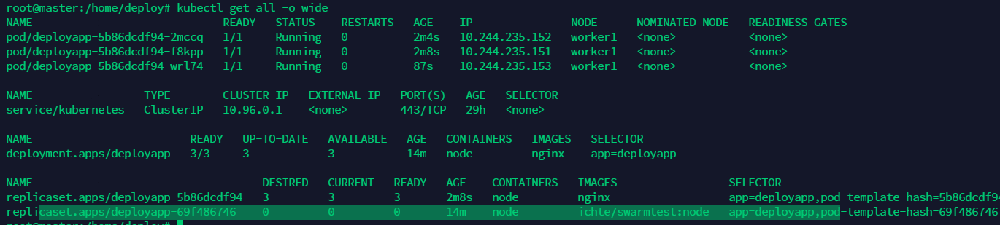 root@master:/home/deploy# kubectl get all -o wide
NAME READY STATUS RESTARTS AGE IP NODE NOMINATED NODE READINESS GATES
pod/deployapp-5b86dcdf94-2mccq 1/1 Running 0 2m4s 10.244.235.152 worker1 <none> <none>
pod/deployapp-5b86dcdf94-f8kpp 1/1 Running 0 2m8s 10.244.235.151 worker1 <none> <none>
pod/deployapp-5b86dcdf94-wrl74 1/1 Running 0 87s 10.244.235.153 worker1 <none> <none>
NAME TYPE CLUSTER-IP EXTERNAL-IP PORT(S) AGE SELECTOR
service/kubernetes ClusterIP 10.96.0.1 <none> 443/TCP 29h <none>
NAME READY UP-TO-DATE AVAILABLE AGE CONTAINERS IMAGES SELECTOR
deployment.apps/deployapp 3/3 3 3 14m node nginx app=deployapp
NAME DESIRED CURRENT READY AGE CONTAINERS IMAGES SELECTOR
replicaset.apps/deployapp-5b86dcdf94 3 3 3 2m8s node nginx app=deployapp,pod-template-hash=5b86dcdf94
replicaset.apps/deployapp-69f486746 0 0 0 14m node ichte/swarmtest:node app=deployapp,pod-template-hash=69f486746
root@master:/home/deploy#